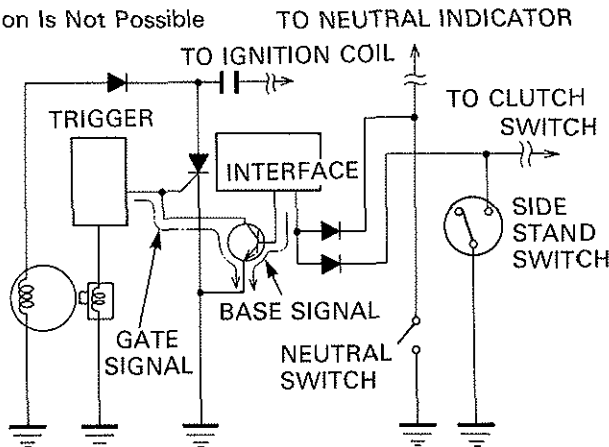 on Is Not Possible
TO NEUTRAL INDICATOR
TO IGNITION COIL
TO CLUTCH
SWITCH
TRIGGER
INTERFACE
SIDE
STAND
SWITCH
BASE SIGNAL
GATE
SIGNAL
NEUTRAL
SWITCH